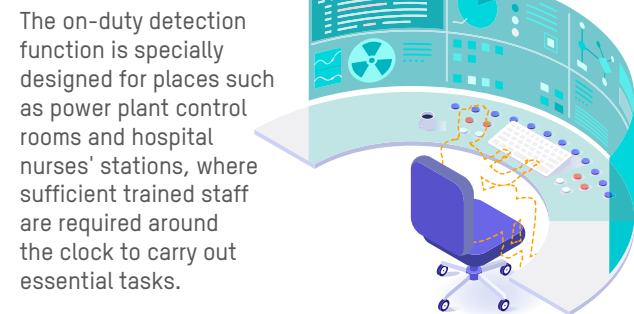 The on-duty detection
function is specially
designed for places such
as power plant control
rooms and hospital
nurses' stations, where
sufficient trained staff
are required around
the clock to carry out
essential tasks.